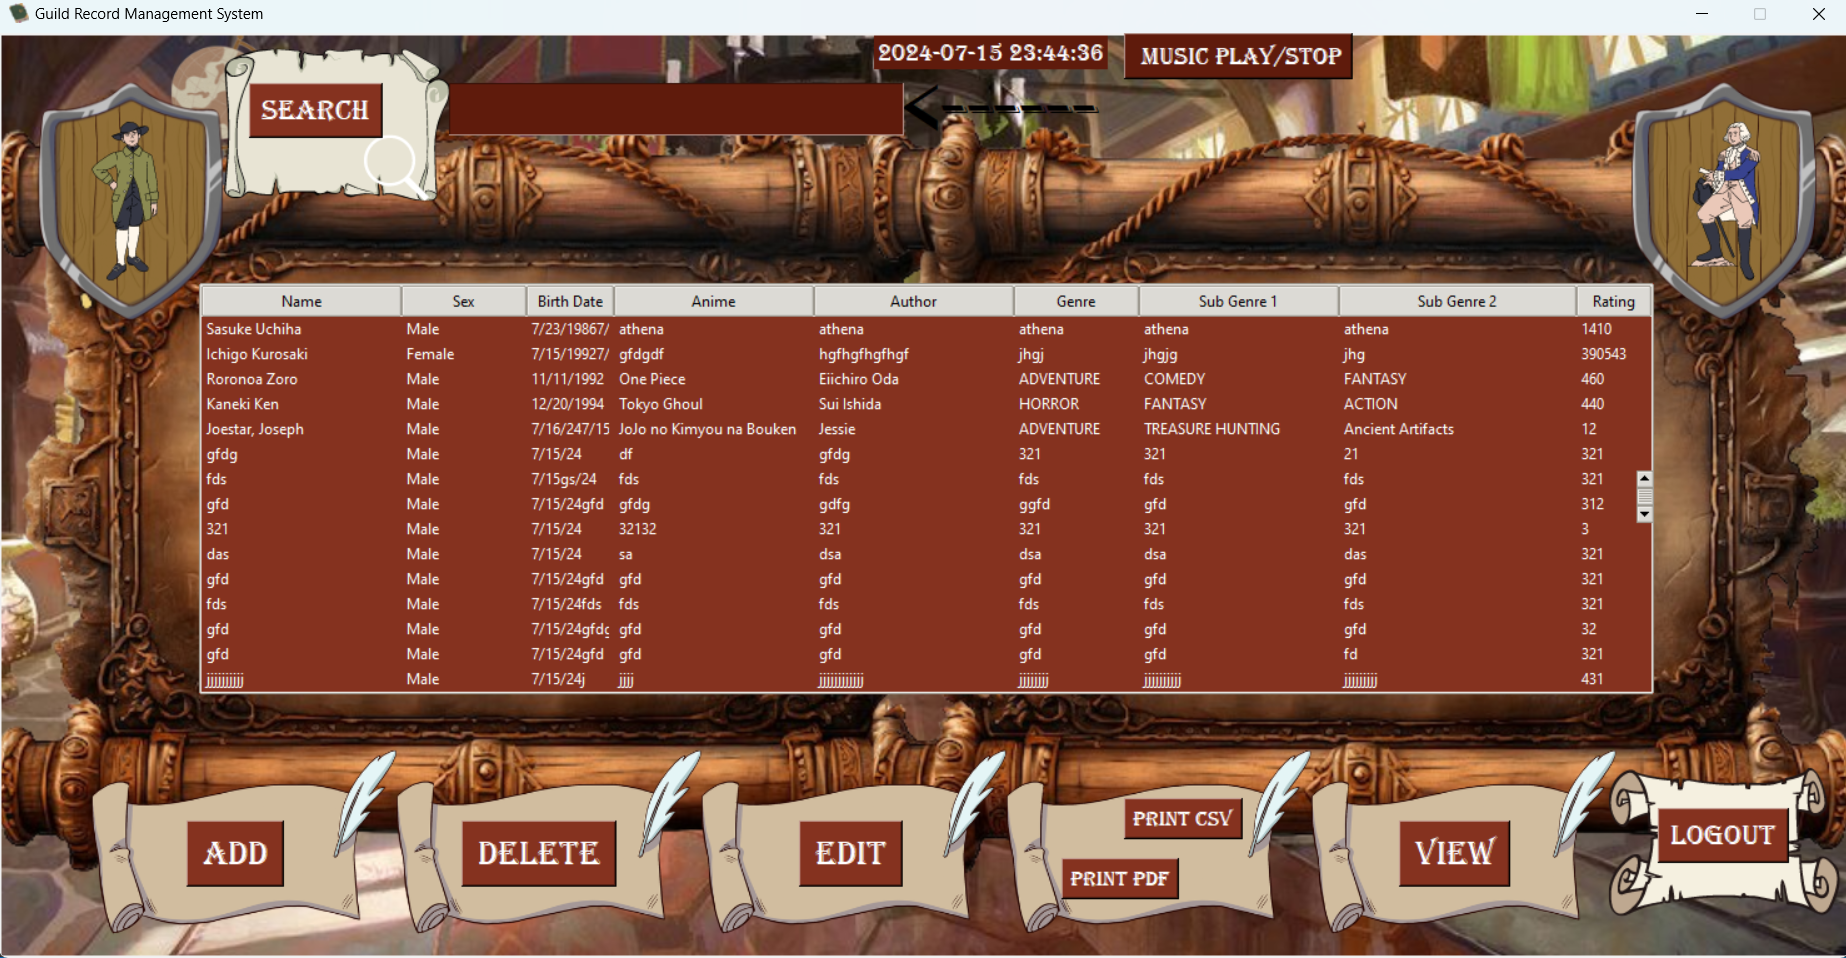 Guild Record Management System
2024-07-15 23:44:36 MUSIC PLAY/STOP
SEARCH
Name Sex Birth Date Anime Author Genre Sub Genre 1 Sub Genre 2 Rating
Sasuke Uchiha Male 7/23/19867/ athena athena athena athena athena 1410
Ichigo Kurosaki Female 7/15/19927/ gfdgdf hgfhgfhgfhgf jhgj jhgjg jhg 390543
Roronoa Zoro Male 11/11/1992 One Piece Eiichiro Oda ADVENTURE COMEDY FANTASY 460
Kaneki Ken Male 12/20/1994 Tokyo Ghoul Sui Ishida HORROR FANTASY ACTION 440
Joestar, Joseph Male 7/16/247/15 JoJo no Kimyou na Bouken Jessie ADVENTURE TREASURE HUNTING Ancient Artifacts 12
gfdg Male 7/15/24 df gfdg 321 321 21 321
fds Male 7/15gs/24 fds fds fds fds fds 321
gfd Male 7/15/24gfd gfdg gdfg ggfd gfd gfd 312
321 Male 7/15/24 32132 321 321 321 321 3
das Male 7/15/24 sa dsa dsa dsa das 321
gfd Male 7/15/24gfd gfd gfd gfd gfd gfd 321
fds Male 7/15/24fds fds fds fds fds fds 321
gfd Male 7/15/24gfdg gfd gfd gfd gfd gfd 32
gfd Male 7/15/24gfd gfd gfd gfd gfd fd 321
Male 7/15/24j jjjj 431
ADD DELETE EDIT PRINT CSV PRINT PDF VIEW LOGOUT